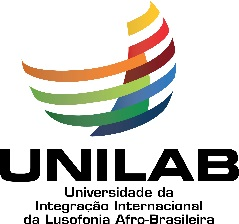 UNILAB
Universidade da
Integração Internacional
da Lusofonia Afro-Brasileira